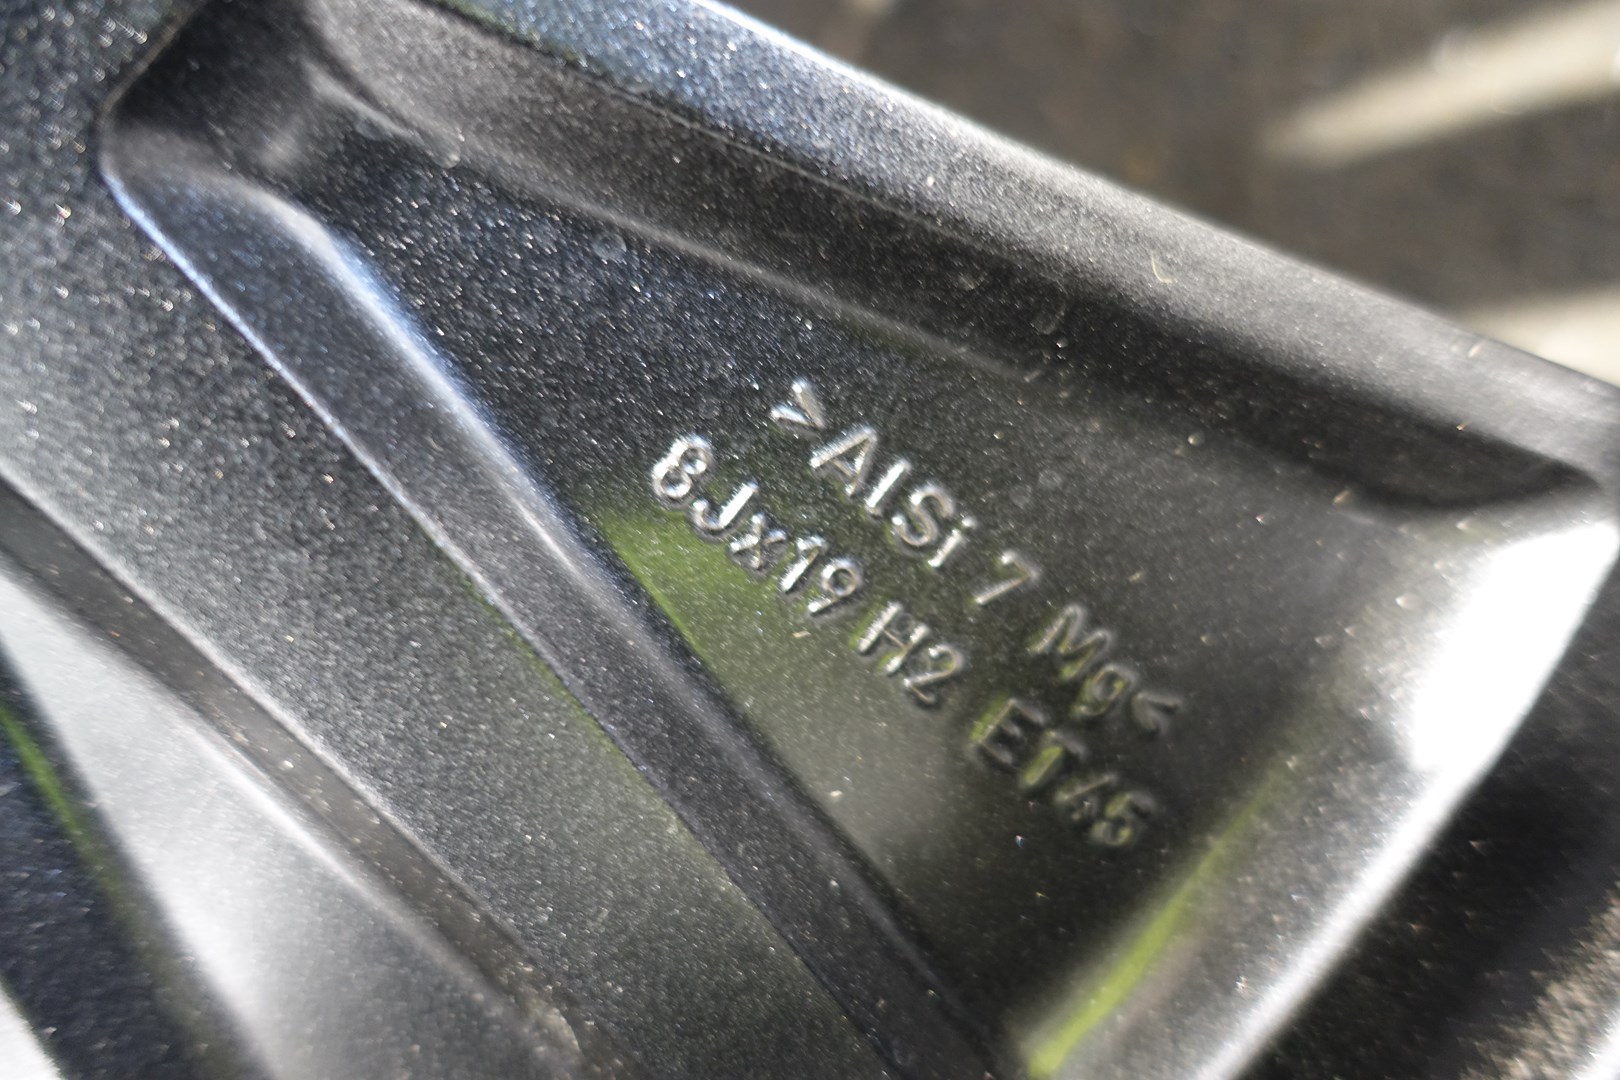 >AlSi 7 Mg<
8Jx19 H2 ET45